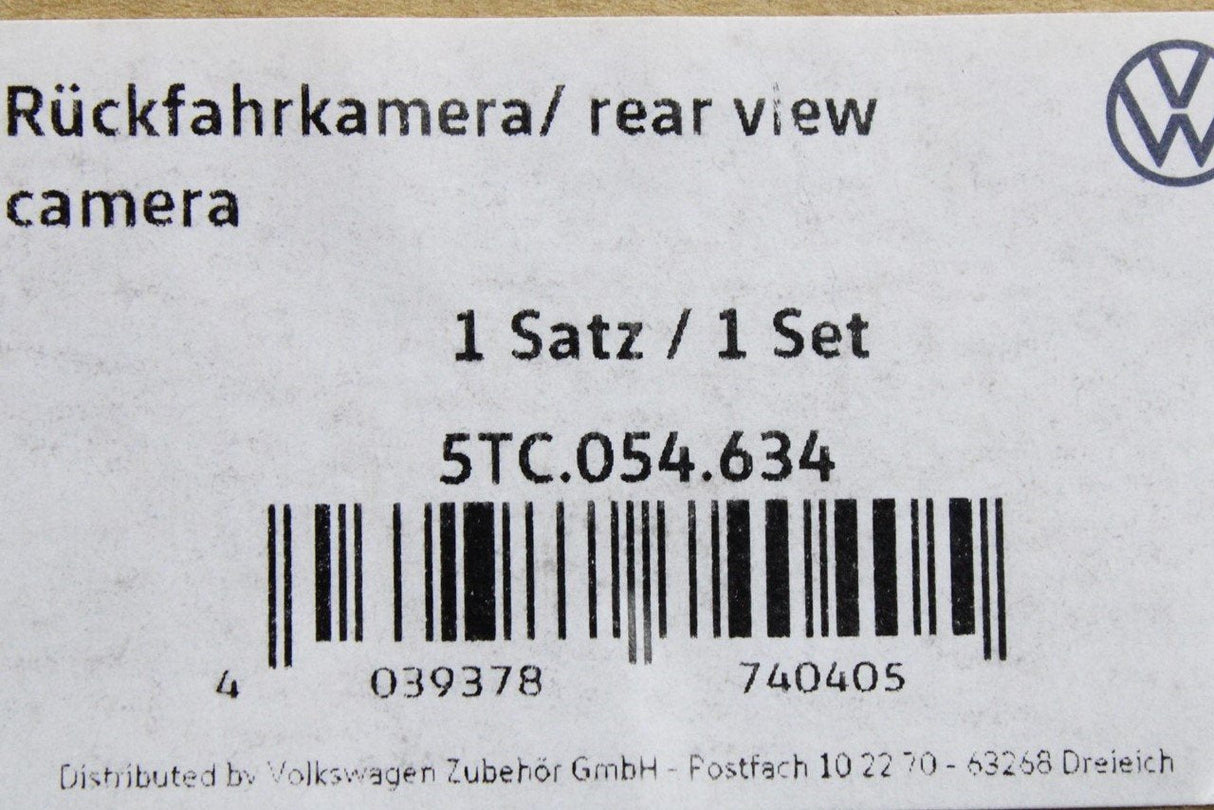 Rückfahrkamera/ rear view
camera
1 Satz / 1 Set
5TC.054.634
4 039378 740405
Distributed by Volkswagen Zubehör GmbH - Postfach 10 22 70 - 63268 Dreieich